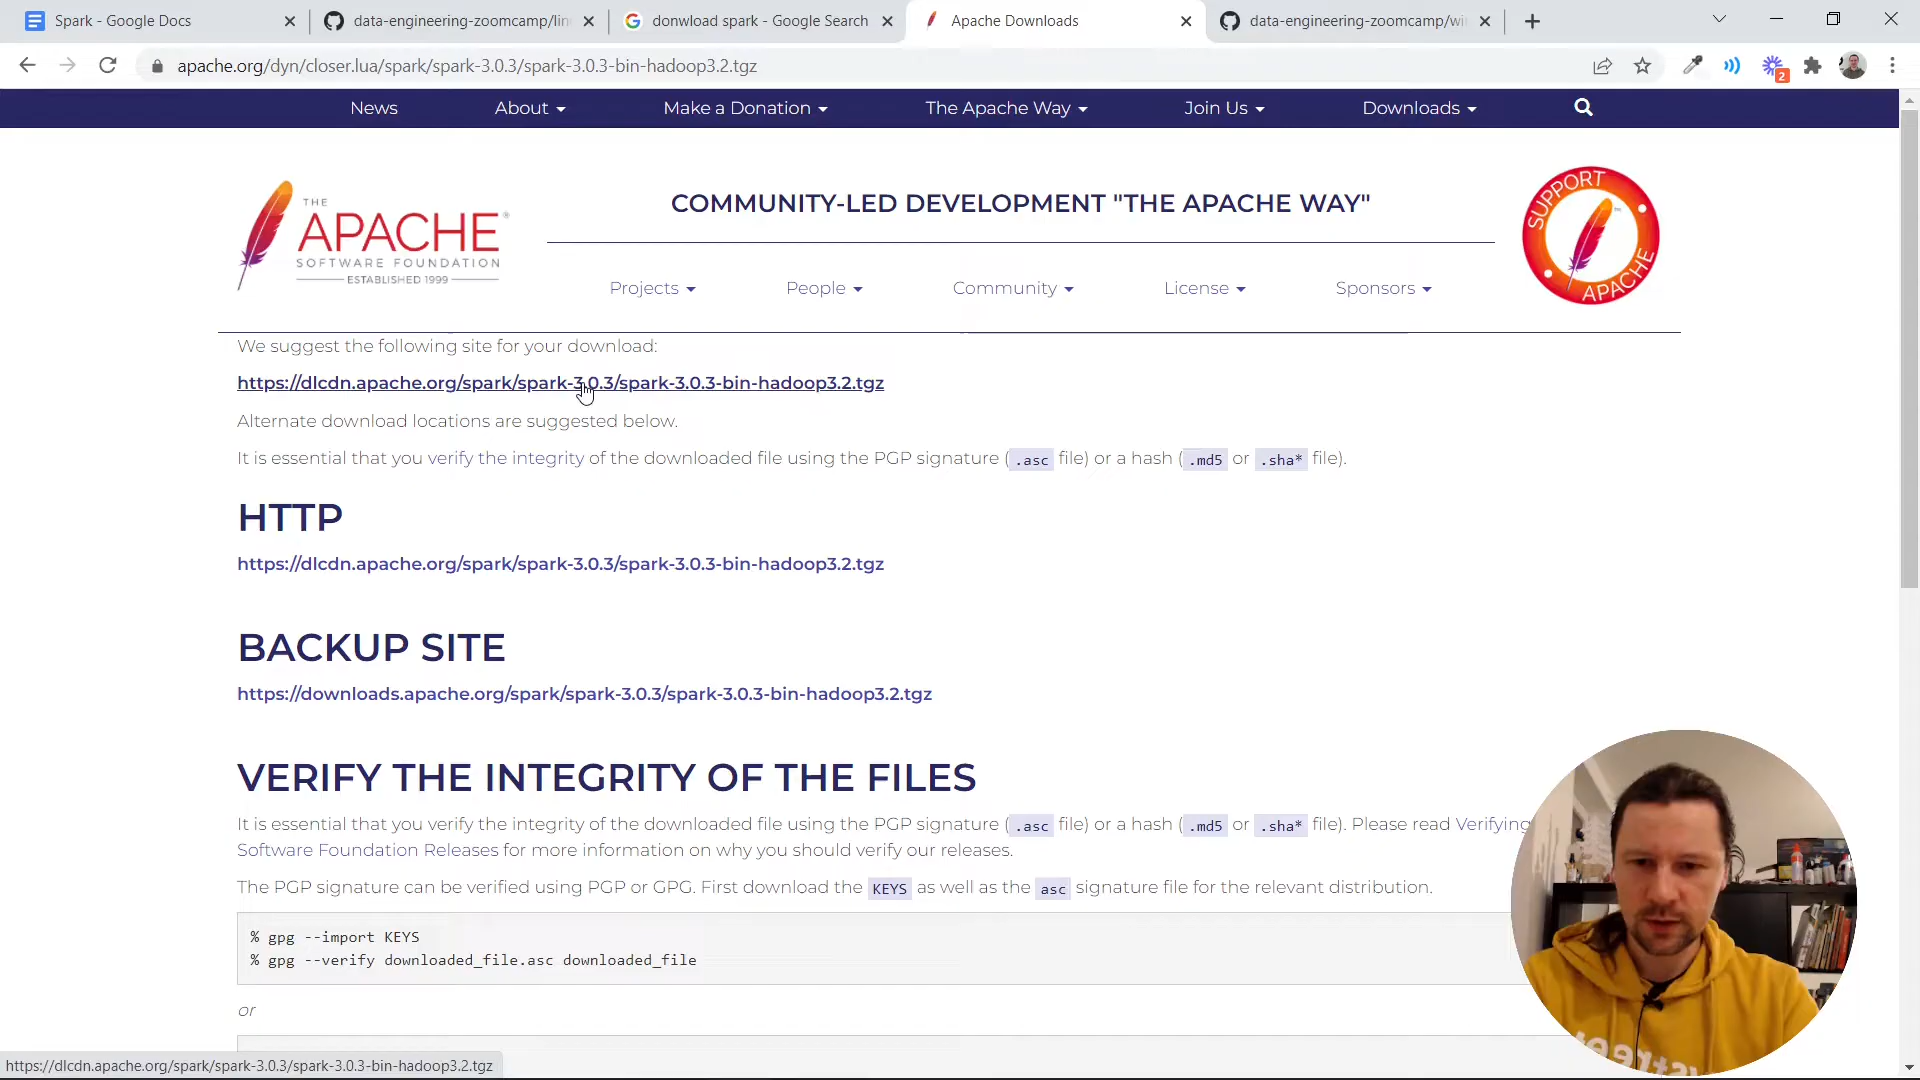 Spark - Google Docs
data-engineering-zoomcamp/lin
donwload spark - Google Search
Apache Downloads
data-engineering-zoomcamp/wi
apache.org/dyn/closer.lua/spark/spark-3.0.3/spark-3.0.3-bin-hadoop3.2.tgz
2
News
About
Make a Donation
The Apache Way
Join Us
Downloads
THE
APACHE®
SOFTWARE FOUNDATION
ESTABLISHED 1999
COMMUNITY-LED DEVELOPMENT "THE APACHE WAY"
Projects
People
Community
License
Sponsors
SUPPORT
APACHE
We suggest the following site for your download:
https://dlcdn.apache.org/spark/spark-3.0.3/spark-3.0.3-bin-hadoop3.2.tgz
Alternate download locations are suggested below.
It is essential that you verify the integrity of the downloaded file using the PGP signature ( .asc file) or a hash ( .md5 or .sha* file).
HTTP
https://dlcdn.apache.org/spark/spark-3.0.3/spark-3.0.3-bin-hadoop3.2.tgz
BACKUP SITE
https://downloads.apache.org/spark/spark-3.0.3/spark-3.0.3-bin-hadoop3.2.tgz
VERIFY THE INTEGRITY OF THE FILES
It is essential that you verify the integrity of the downloaded file using the PGP signature ( .asc file) or a hash ( .md5 or .sha* file). Please read Verifying
Software Foundation Releases for more information on why you should verify our releases.
The PGP signature can be verified using PGP or GPG. First download the KEYS as well as the asc signature file for the relevant distribution.
% gpg --import KEYS
% gpg --verify downloaded_file.asc downloaded_file
or
https://dlcdn.apache.org/spark/spark-3.0.3/spark-3.0.3-bin-hadoop3.2.tgz